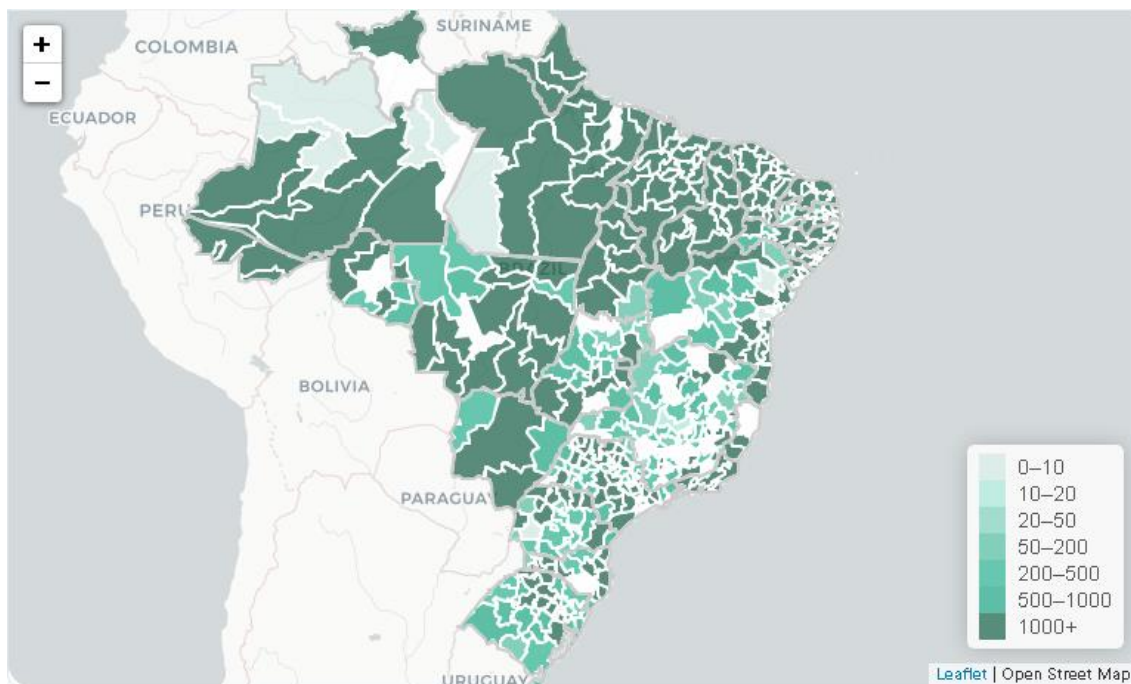 +
−
SURINAME
COLOMBIA
ECUADOR
PERU
BRAZIL
BOLIVIA
PARAGUAY
URUGUAY
0–10
10–20
20–50
50–200
200–500
500–1000
1000+
Leaflet | Open Street Map